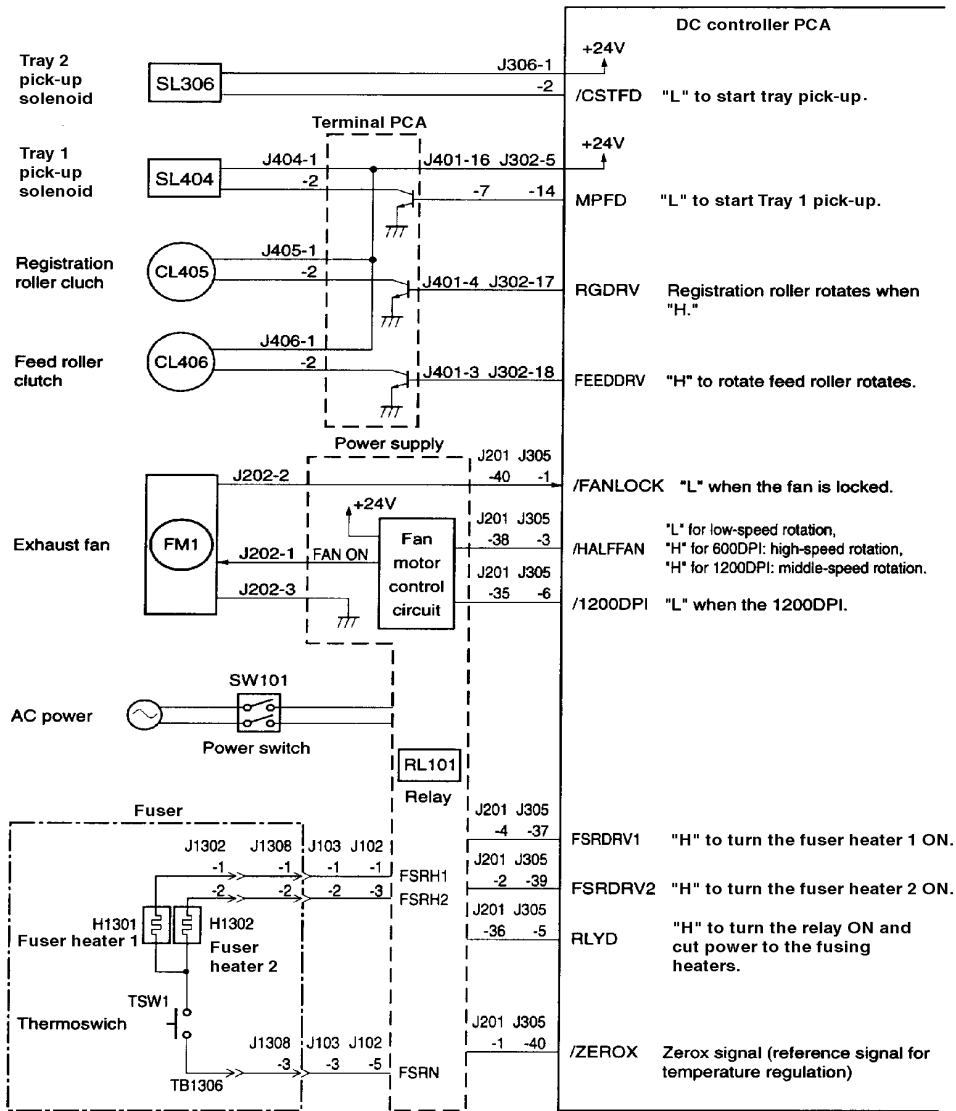 DC controller PCA
+24V
Tray 2
pick-up
solenoid
SL306
J306-1
-2
/CSTFD "L" to start tray pick-up.
Terminal PCA
+24V
Tray 1
pick-up
solenoid
SL404
J404-1
J401-16 J302-5
-2
-7 -14
MPFD "L" to start Tray 1 pick-up.
Registration
roller cluch
CL405
J405-1
-2
J401-4 J302-17
RGDRV Registration roller rotates when
"H."
Feed roller
clutch
CL406
J406-1
-2
J401-3 J302-18
FEEDDRV "H" to rotate feed roller rotates.
Power supply
J201 J305
J202-2
-40 -1
/FANLOCK "L" when the fan is locked.
+24V
Exhaust fan
FM1
J202-1 FAN ON
Fan
motor
control
circuit
J201 J305
-38 -3
/HALFFAN
"L" for low-speed rotation,
"H" for 600DPI: high-speed rotation,
"H" for 1200DPI: middle-speed rotation.
J202-3
J201 J305
-35 -6
/1200DPI "L" when the 1200DPI.
SW101
AC power
Power switch
RL101
Relay
Fuser
J201 J305
-4 -37
FSRDRV1 "H" to turn the fuser heater 1 ON.
J1302 J1308 J103 J102
-1 -1 -1 -1 FSRH1
-2 -2 -2 -3 FSRH2
J201 J305
-2 -39
FSRDRV2 "H" to turn the fuser heater 2 ON.
H1301
Fuser heater 1
H1302
Fuser
heater 2
J201 J305
-36 -5
RLYD
"H" to turn the relay ON and
cut power to the fusing
heaters.
TSW1
Thermoswich
J1308 J103 J102
-3 -3 -5 FSRN
TB1306
J201 J305
-1 -40
/ZEROX Zerox signal (reference signal for
temperature regulation)